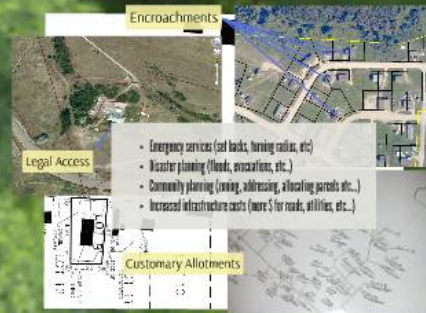 Encroachments
Legal Access
• Emergency services (set backs, turning radius, etc)
• Disaster planning (floods, evacuations, etc..)
• Community planning (zoning, addressing, allocating parcels etc...)
• Increased infrastructure costs (more $ for roads, utilities, etc...)
Customary Allotments